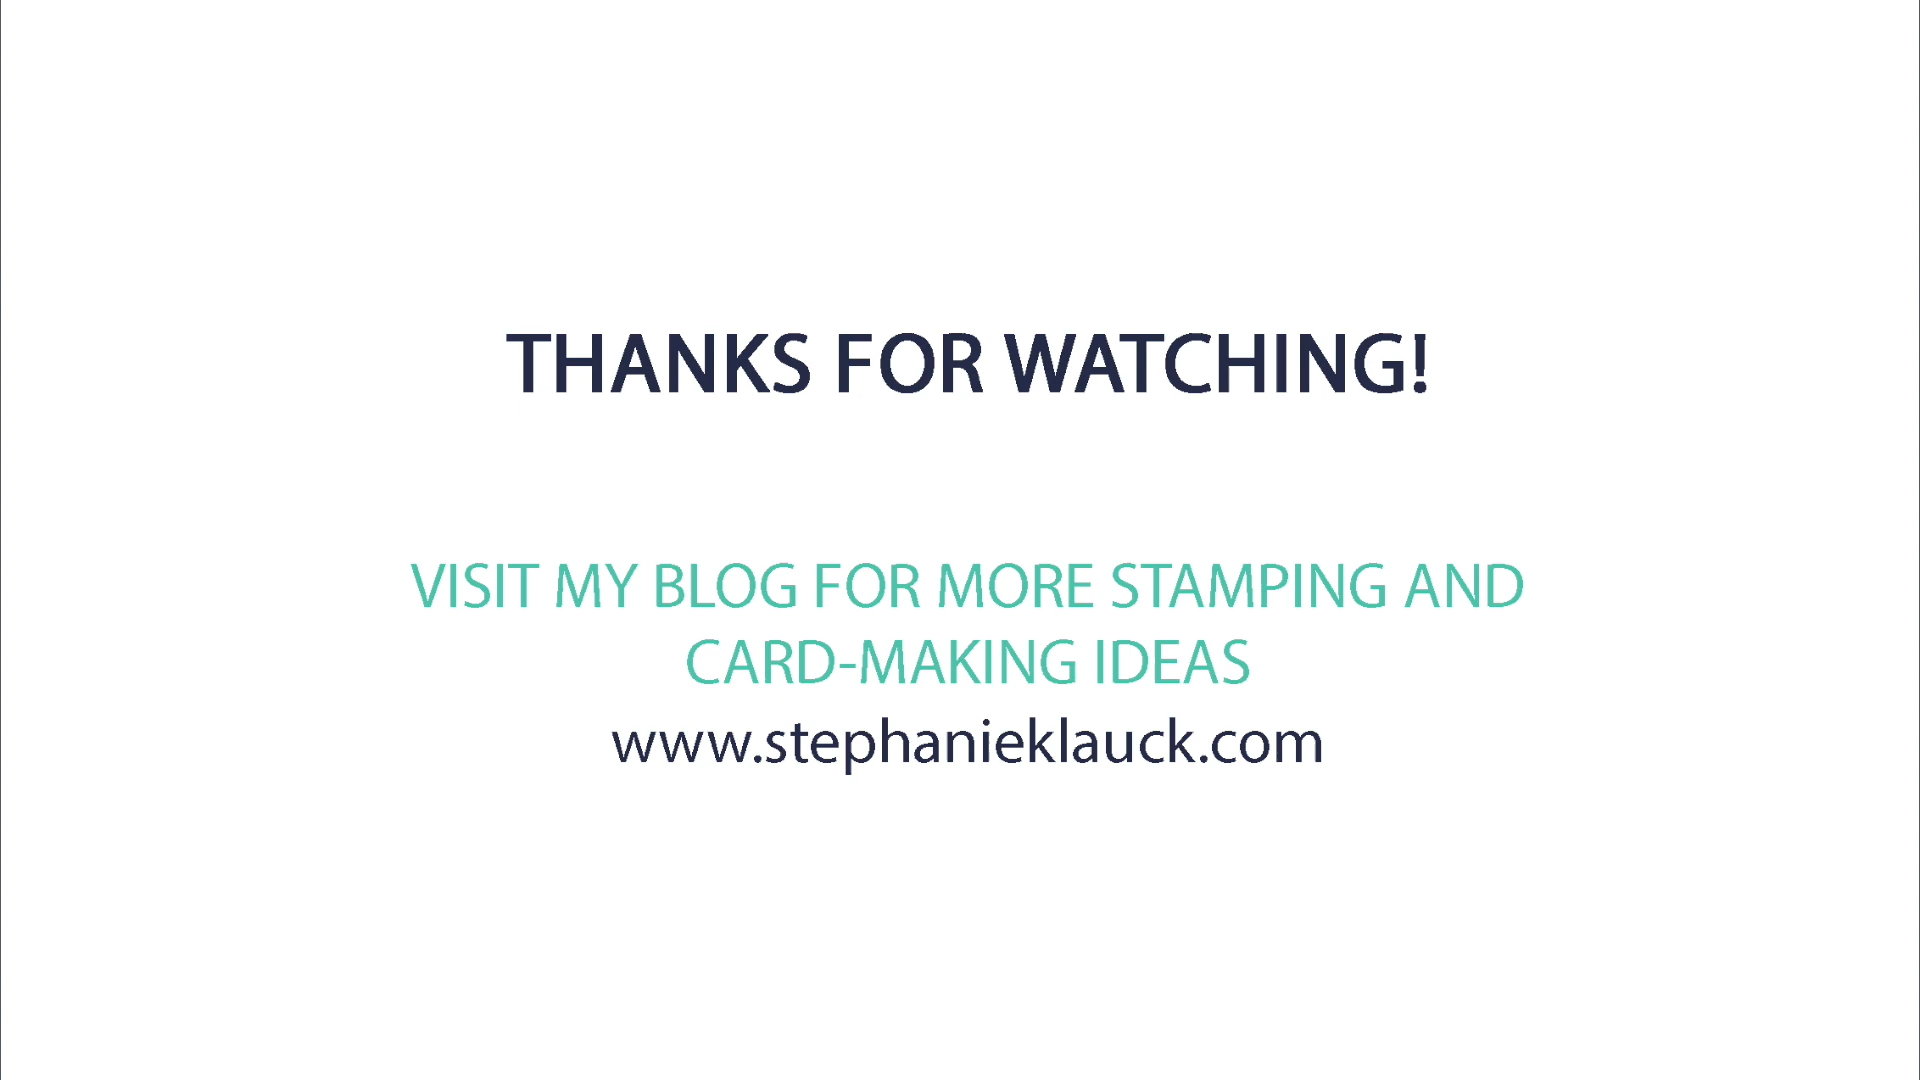 THANKS FOR WATCHING!
VISIT MY BLOG FOR MORE STAMPING AND
CARD-MAKING IDEAS
www.stephanieklauck.com